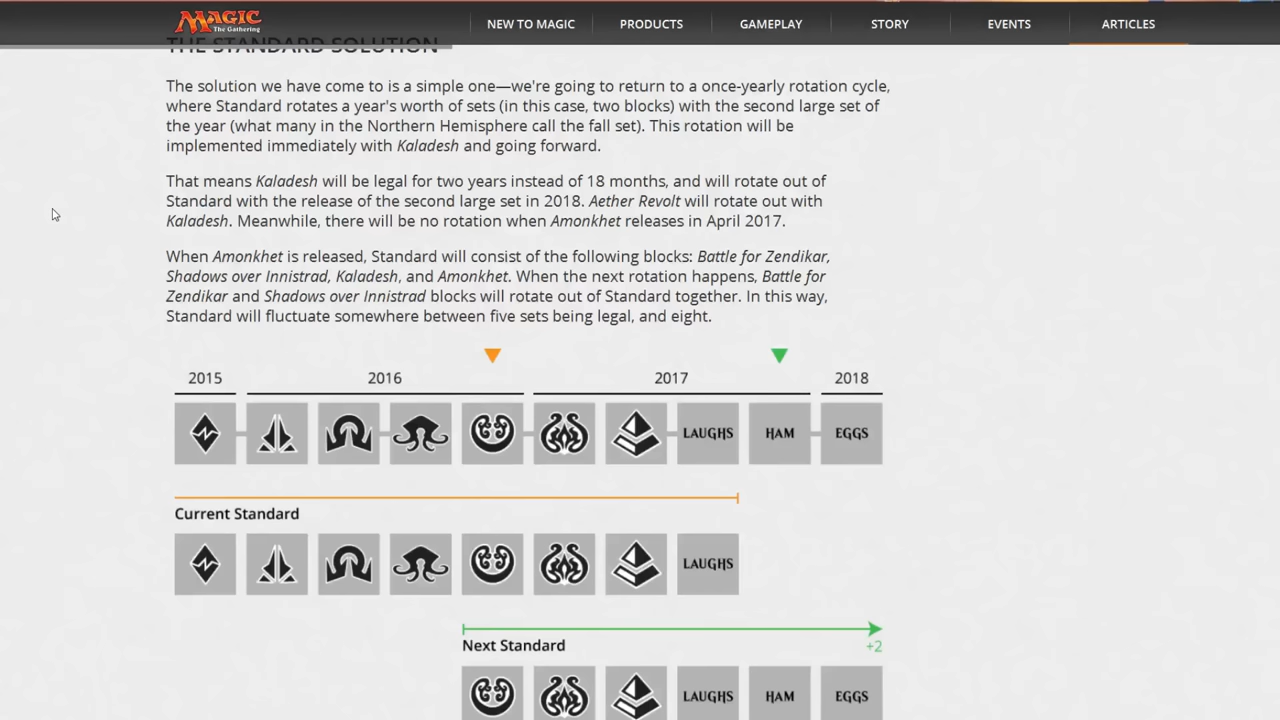 MAGIC
The Gathering
NEW TO MAGIC
PRODUCTS
GAMEPLAY
STORY
EVENTS
ARTICLES
THE STANDARD SOLUTION
The solution we have come to is a simple one—we're going to return to a once-yearly rotation cycle,
where Standard rotates a year's worth of sets (in this case, two blocks) with the second large set of
the year (what many in the Northern Hemisphere call the fall set). This rotation will be
implemented immediately with Kaladesh and going forward.
That means Kaladesh will be legal for two years instead of 18 months, and will rotate out of
Standard with the release of the second large set in 2018. Aether Revolt will rotate out with
Kaladesh. Meanwhile, there will be no rotation when Amonkhet releases in April 2017.
When Amonkhet is released, Standard will consist of the following blocks: Battle for Zendikar,
Shadows over Innistrad, Kaladesh, and Amonkhet. When the next rotation happens, Battle for
Zendikar and Shadows over Innistrad blocks will rotate out of Standard together. In this way,
Standard will fluctuate somewhere between five sets being legal, and eight.
2015 2016 2017 2018
LAUGHS HAM EGGS
Current Standard
LAUGHS
Next Standard +2
LAUGHS HAM EGGS